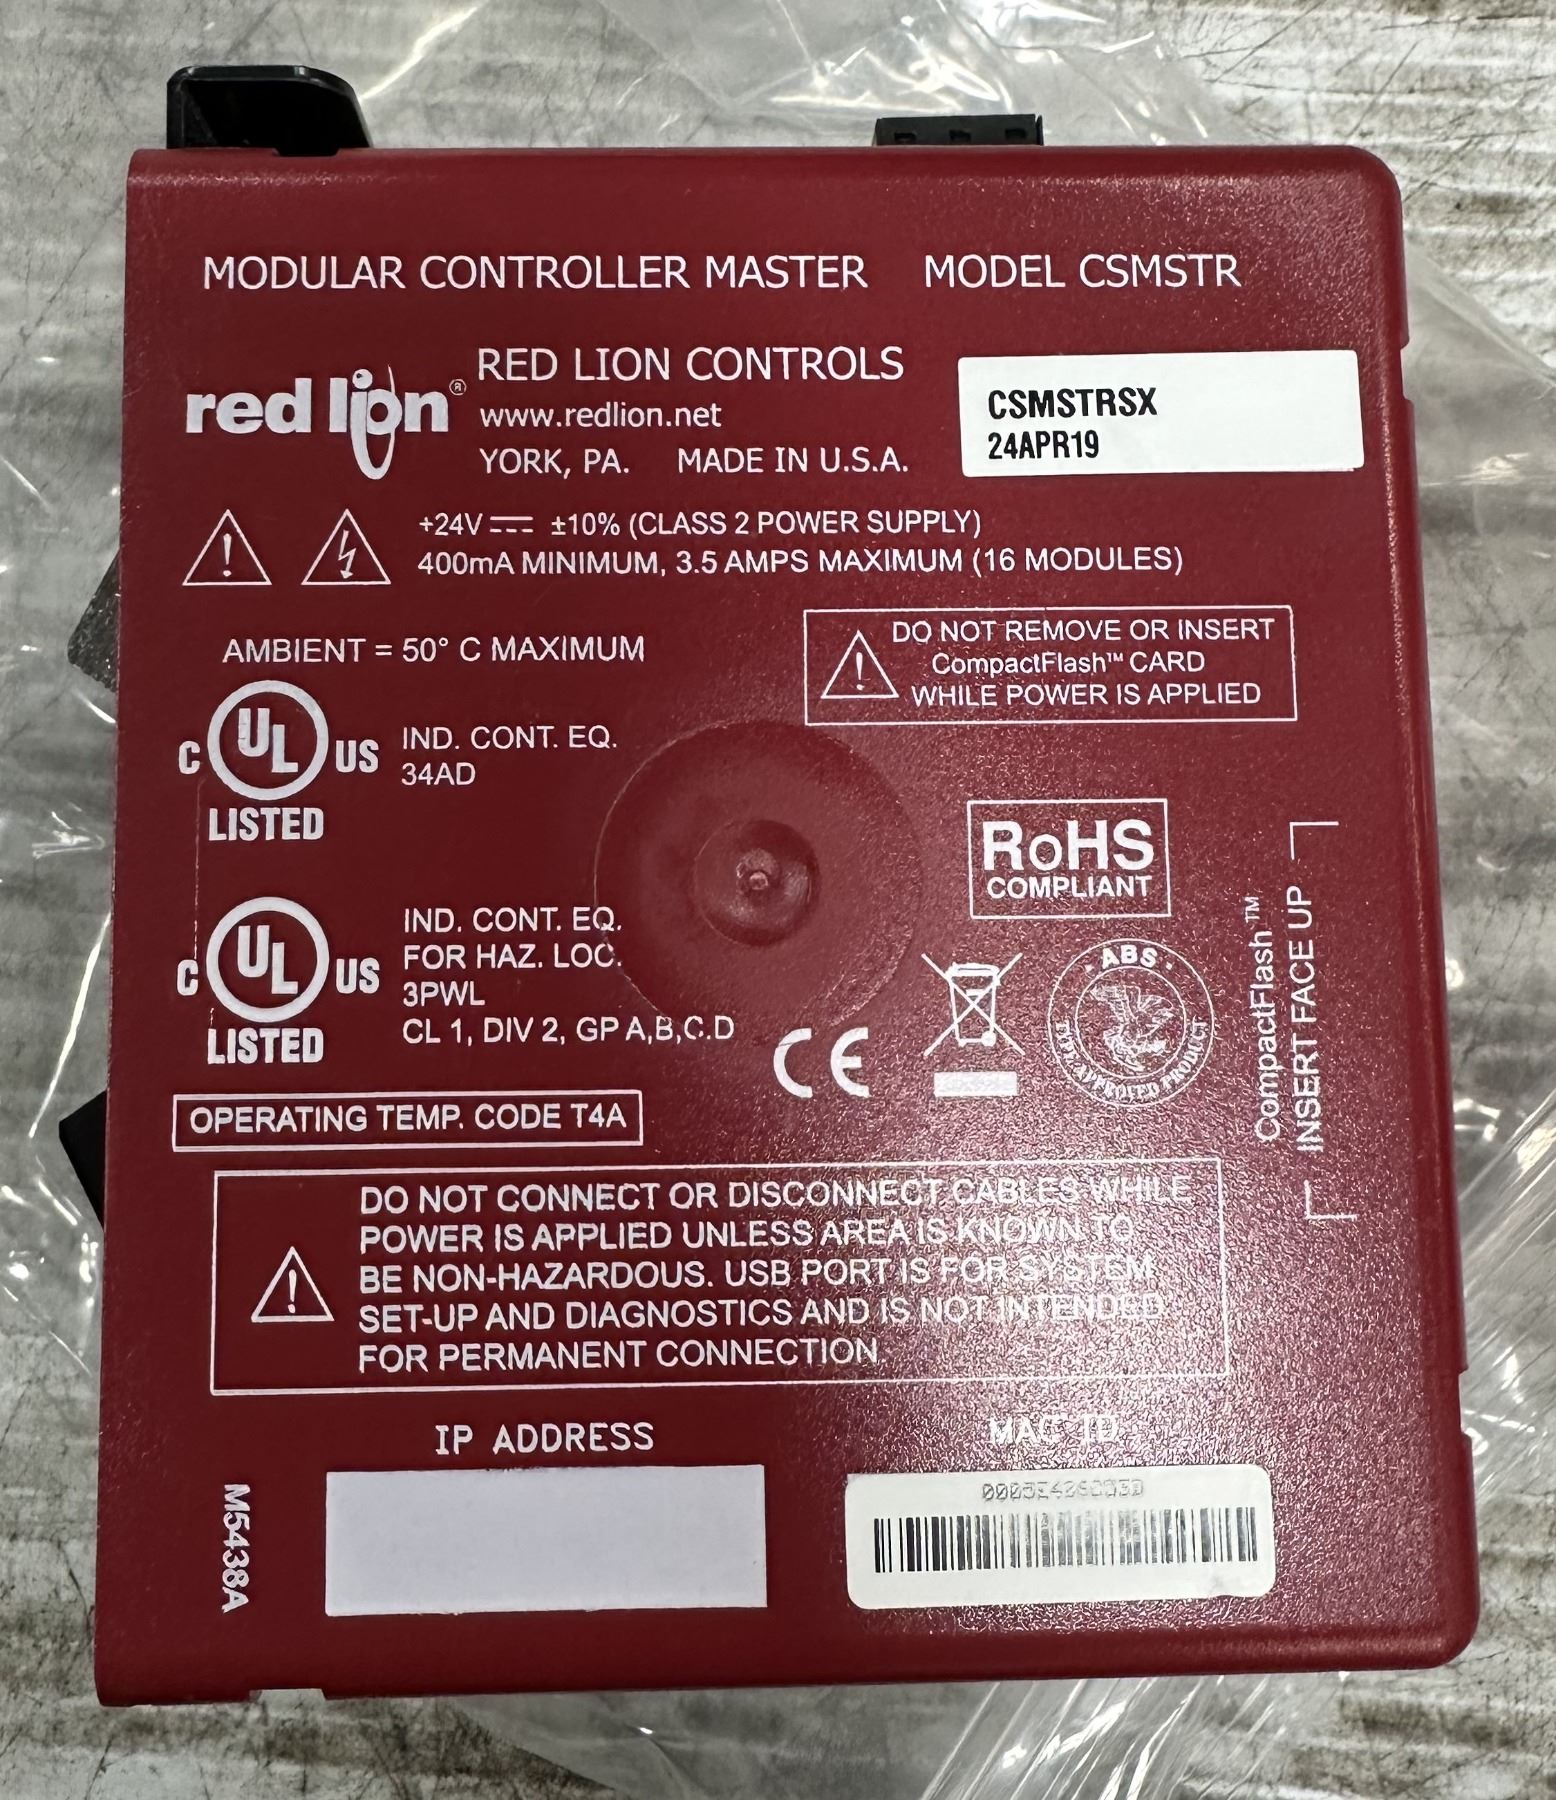 MODULAR CONTROLLER MASTER MODEL CSMSTR
red lion®
RED LION CONTROLS
www.redlion.net
YORK, PA. MADE IN U.S.A.
CSMSTRSX
24APR19
+24V ⎓ ±10% (CLASS 2 POWER SUPPLY)
400mA MINIMUM, 3.5 AMPS MAXIMUM (16 MODULES)
AMBIENT = 50° C MAXIMUM
DO NOT REMOVE OR INSERT
CompactFlash™ CARD
WHILE POWER IS APPLIED
C UL US
LISTED
IND. CONT. EQ.
34AD
RoHS
COMPLIANT
C UL US
LISTED
IND. CONT. EQ.
FOR HAZ. LOC.
3PWL
CL 1, DIV 2, GP A,B,C.D
CE
ABS
TYPE APPROVED PRODUCT
CompactFlash™
INSERT FACE UP
OPERATING TEMP. CODE T4A
DO NOT CONNECT OR DISCONNECT CABLES WHILE
POWER IS APPLIED UNLESS AREA IS KNOWN TO
BE NON-HAZARDOUS. USB PORT IS FOR SYSTEM
SET-UP AND DIAGNOSTICS AND IS NOT INTENDED
FOR PERMANENT CONNECTION
IP ADDRESS
MAC ID
M5438A